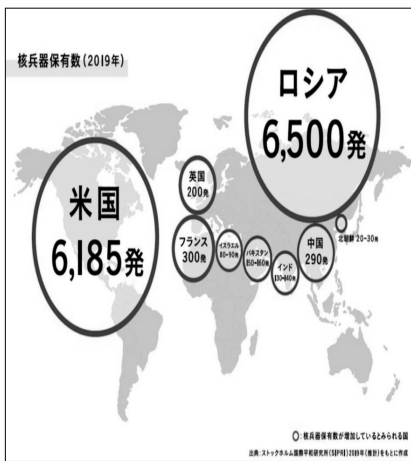 核兵器保有数(2019年)
ロシア
6,500発
米国
6,185発
英国
200発
フランス
300発
イスラエル
80-90発
パキスタン
150-160発
インド
130-140発
中国
290発
北朝鮮 20-30発
○:核兵器保有数が増加しているとみられる国
出典:ストックホルム国際平和研究所(SIPRI)2019年(推計)をもとに作成